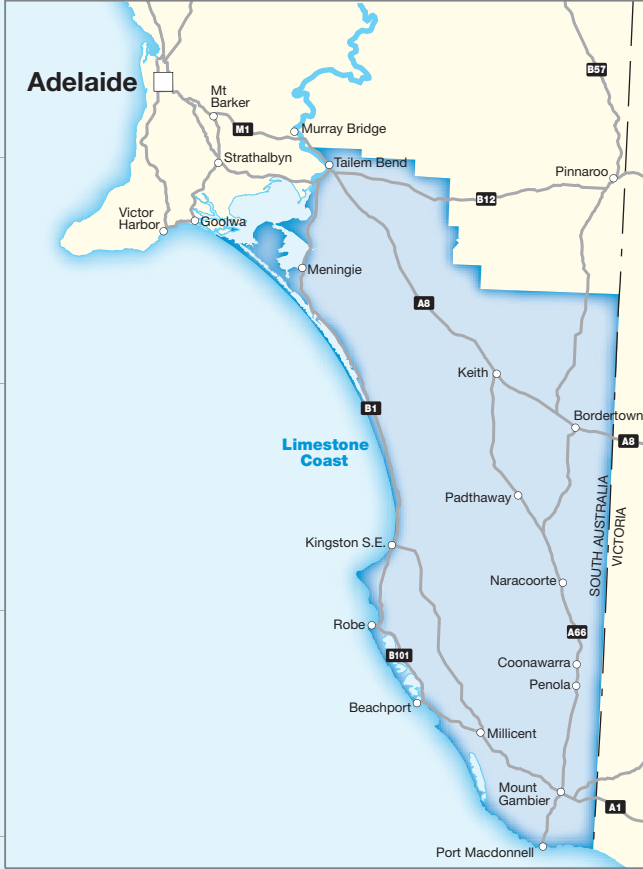 B57
Adelaide
Mt
Barker
M1
Murray Bridge
Strathalbyn
Tailem Bend
Pinnaroo
B12
Victor
Harbor
Goolwa
Meningie
A8
Keith
B1
Bordertown
A8
Limestone
Coast
Padthaway
SOUTH AUSTRALIA
VICTORIA
Kingston S.E.
Naracoorte
Robe
A66
B101
Coonawarra
Penola
Beachport
Millicent
Mount
Gambier
A1
Port Macdonnell